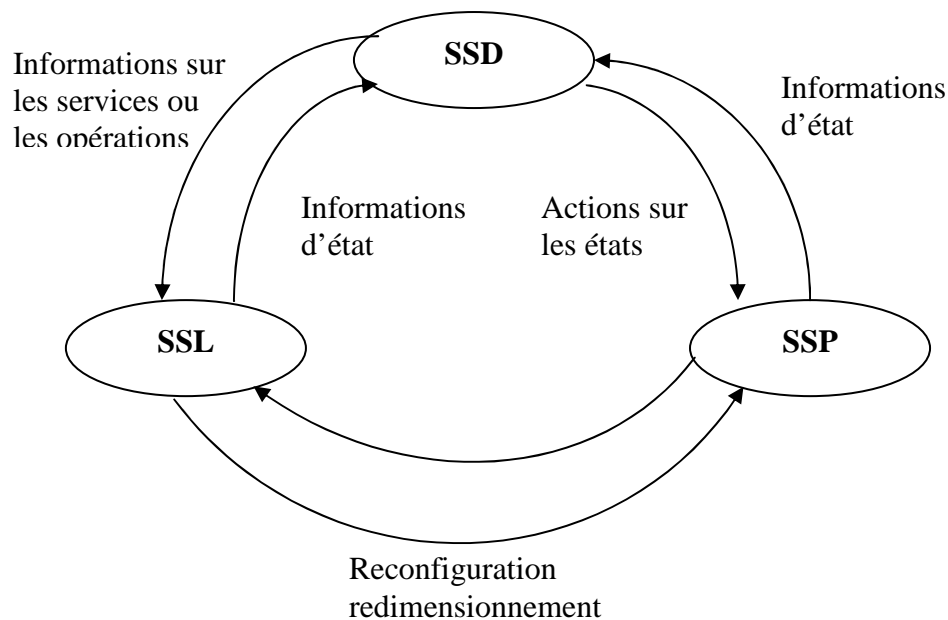 SSD
Informations sur
les services ou
les opérations
Informations
d’état
Informations
d’état
Actions sur
les états
SSL
SSP
Reconfiguration
redimensionnement